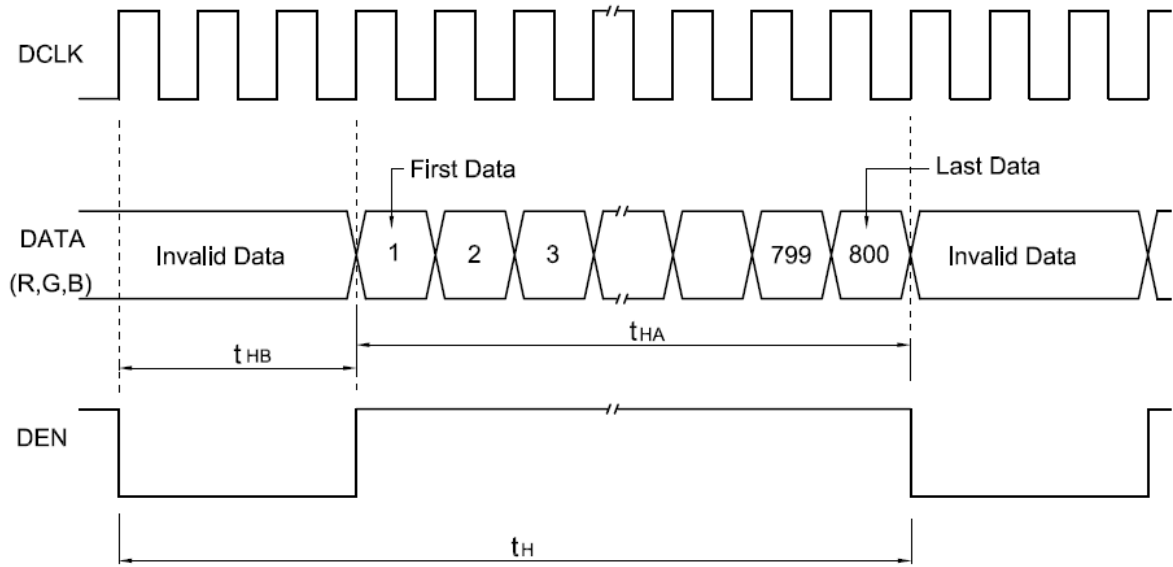 DCLK
First Data
Last Data
DATA
(R,G,B)
Invalid Data
1
2
3
799
800
Invalid Data
tHB
tHA
DEN
tH